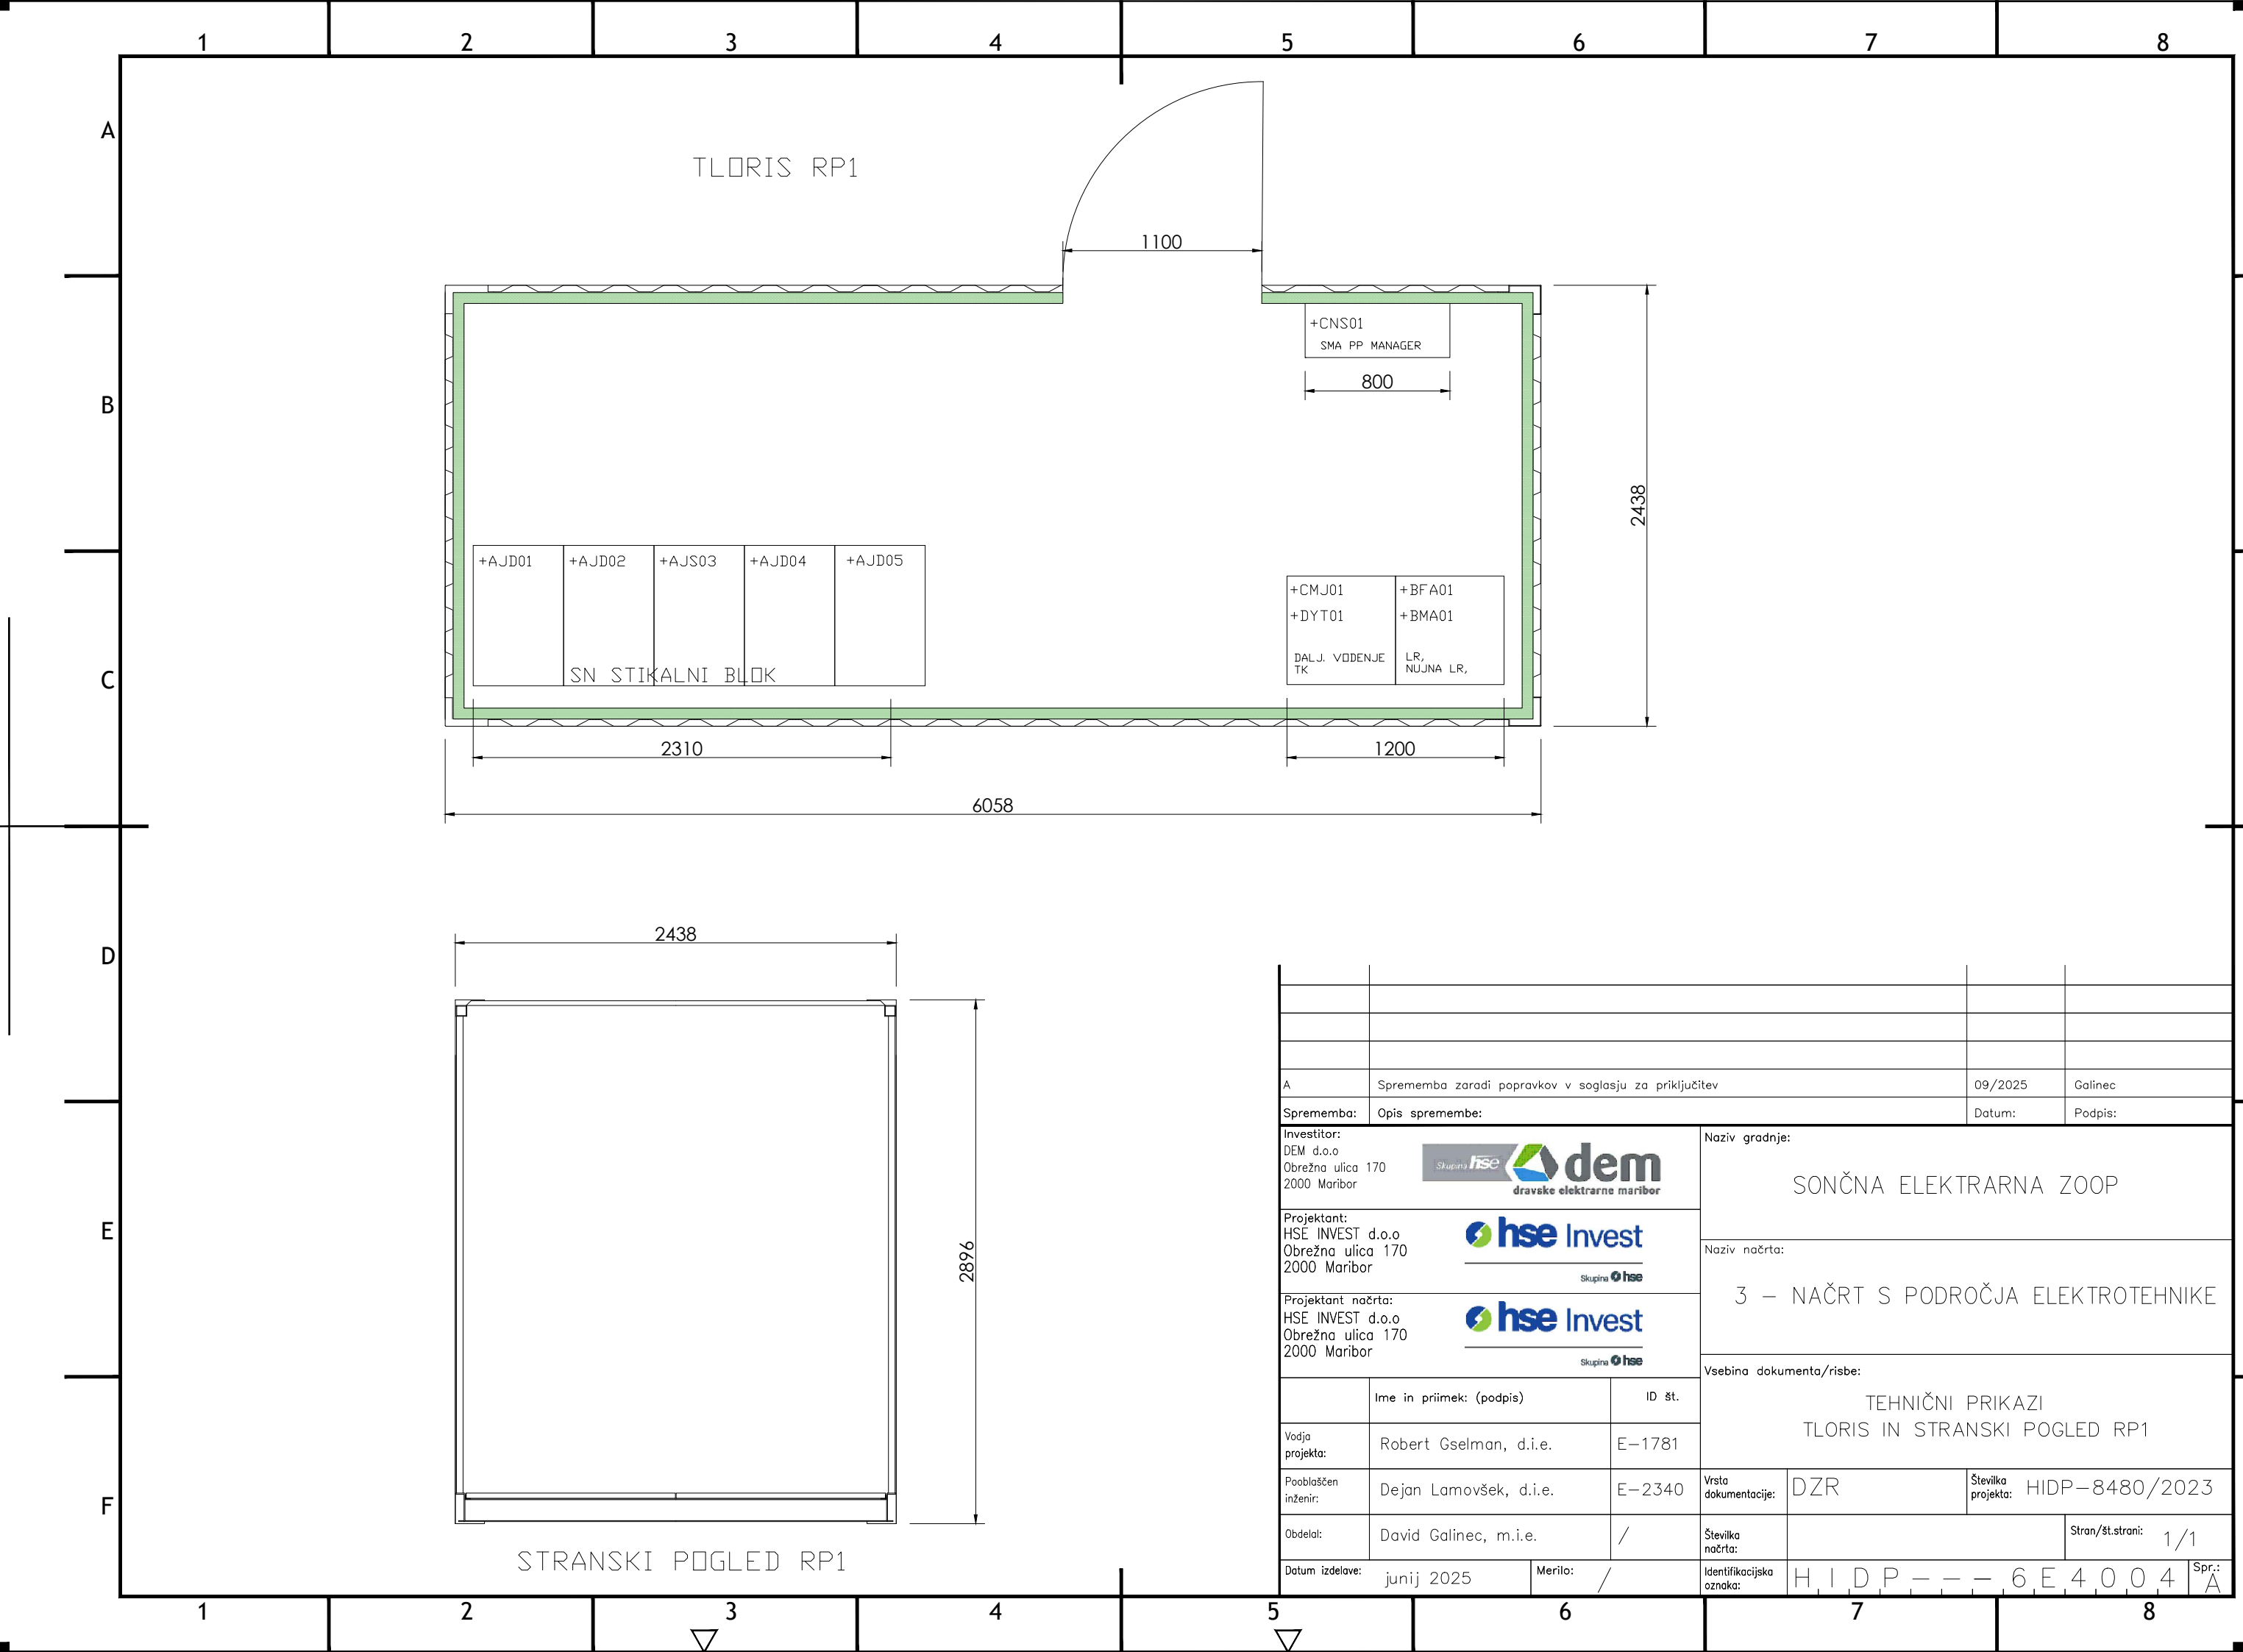 1 2 3 4 5 6 7 8
A
B
C
D
E
F
TLORIS RP1
1100
+CNS01
SMA PP MANAGER
800
2438
+AJD01 +AJD02 +AJS03 +AJD04 +AJD05
SN STIKALNI BLOK
+CMJ01 +BFA01
+DYT01 +BMA01
DALJ. VODENJE
TK
LR,
NUJNA LR,
2310
1200
6058
2438
2896
STRANSKI POGLED RP1
A Sprememba zaradi popravkov v soglasju za priključitev 09/2025 Galinec
Sprememba: Opis spremembe: Datum: Podpis:
Investitor:
DEM d.o.o
Obrežna ulica 170
2000 Maribor
Skupina hse
dem
dravske elektrarne maribor
Projektant:
HSE INVEST d.o.o
Obrežna ulica 170
2000 Maribor
hse Invest
Skupina hse
Projektant načrta:
HSE INVEST d.o.o
Obrežna ulica 170
2000 Maribor
hse Invest
Skupina hse
Naziv gradnje:
SONČNA ELEKTRARNA ZOOP
Naziv načrta:
3 - NAČRT S PODROČJA ELEKTROTEHNIKE
Vsebina dokumenta/risbe:
TEHNIČNI PRIKAZI
TLORIS IN STRANSKI POGLED RP1
Ime in priimek: (podpis) ID št.
Vodja
projekta:
Robert Gselman, d.i.e. E-1781
Pooblaščen
inženir:
Dejan Lamovšek, d.i.e. E-2340
Obdelal: David Galinec, m.i.e. /
Datum izdelave: junij 2025 Merilo: /
Vrsta
dokumentacije:
DZR
Številka
projekta:
HIDP-8480/2023
Številka
načrta:
Stran/št.strani: 1/1
Identifikacijska
oznaka:
HIDP---6E4004
Spr.:
A
1 2 3 4 5 6 7 8